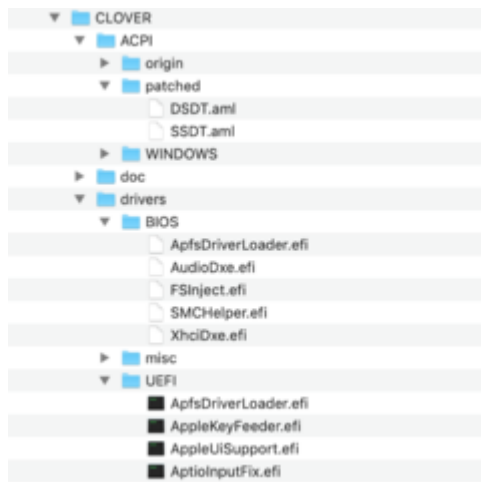 CLOVER
ACPI
origin
patched
DSDT.aml
SSDT.aml
WINDOWS
doc
drivers
BIOS
ApfsDriverLoader.efi
AudioDxe.efi
FSInject.efi
SMCHelper.efi
XhciDxe.efi
misc
UEFI
ApfsDriverLoader.efi
AppleKeyFeeder.efi
AppleUiSupport.efi
AptioInputFix.efi